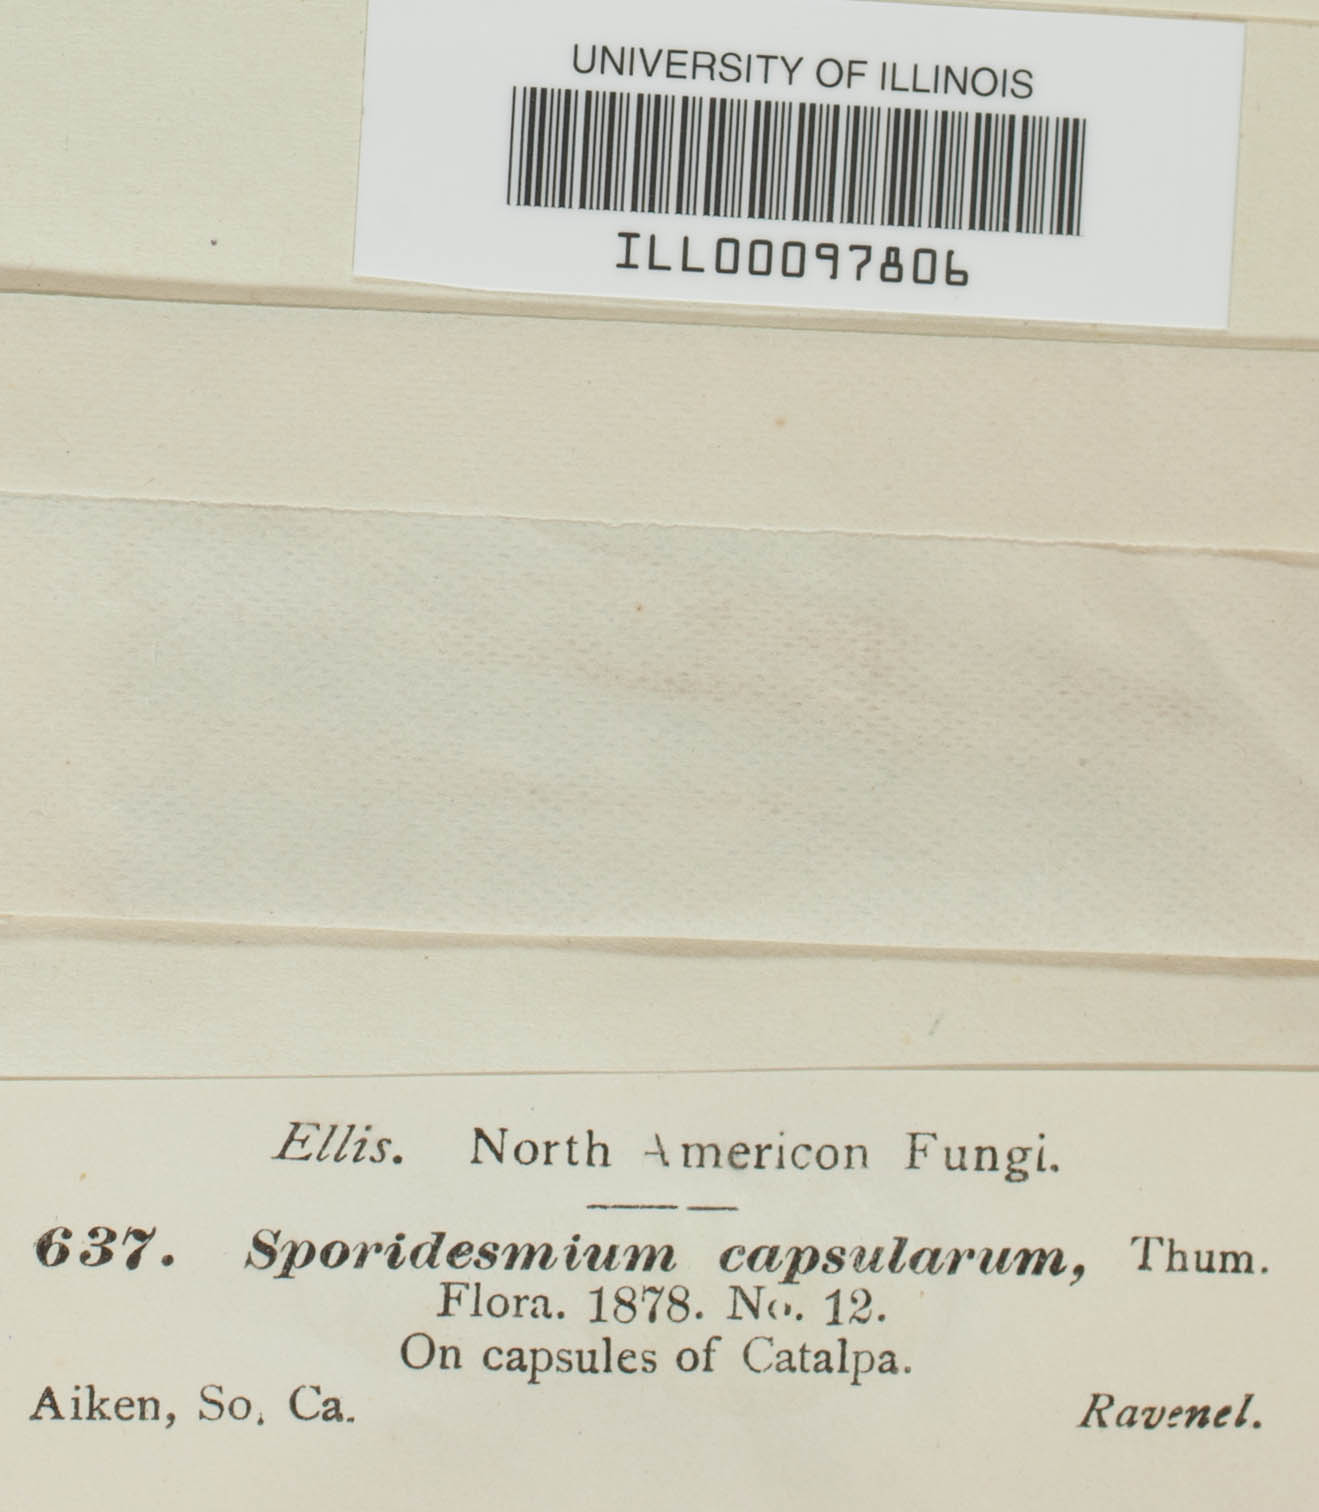 UNIVERSITY OF ILLINOIS
ILL00097806
Ellis. North Americon Fungi.
637. Sporidesmium capsularum, Thum.
Flora. 1878. No. 12.
On capsules of Catalpa.
Aiken, So. Ca.
Ravenel.